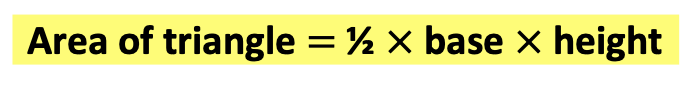 Area of triangle = ½ × base × height